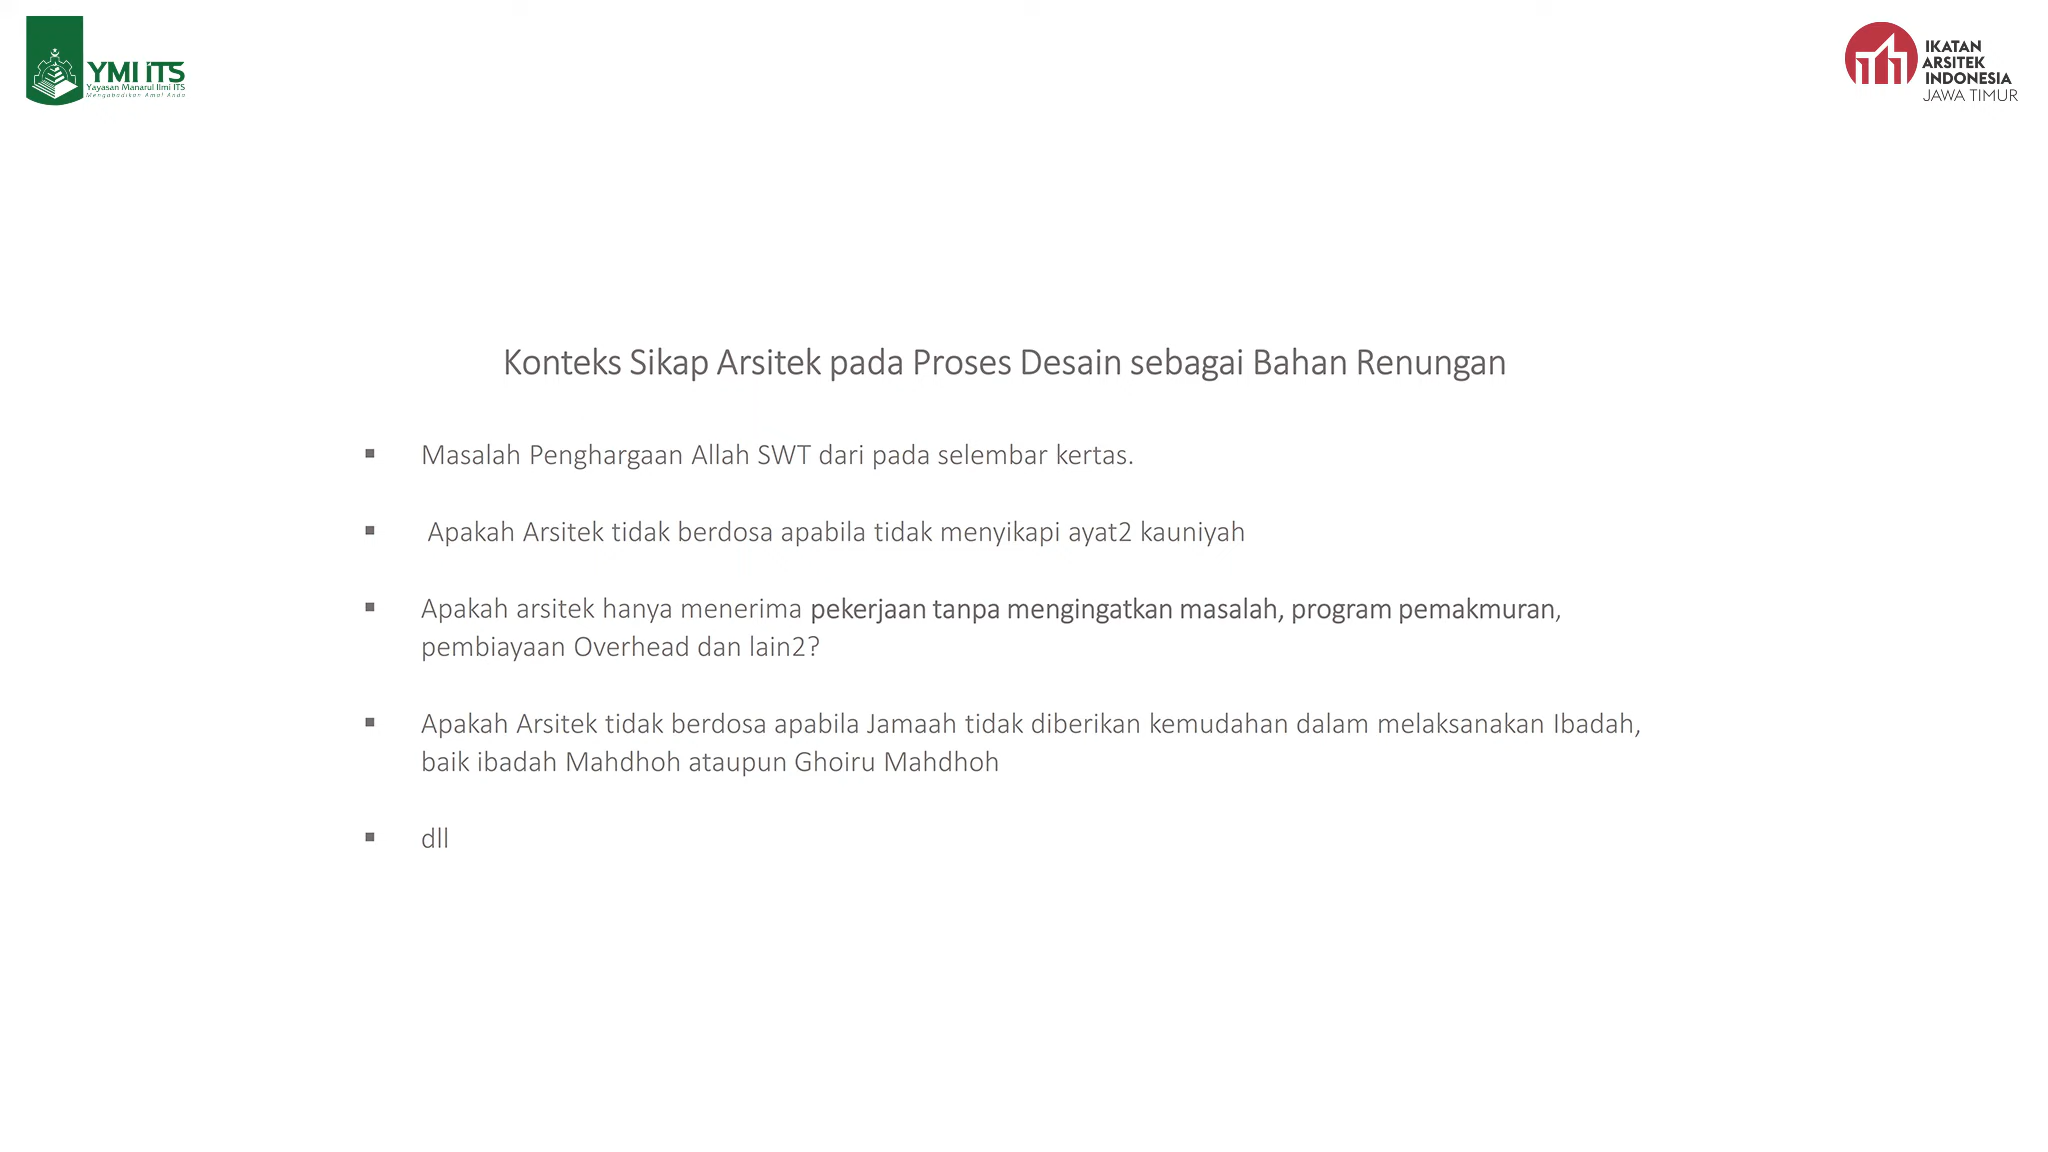 YMI ITS
Yayasan Manarul Ilmi ITS
Mengabadikan Amal Anda
IKATAN
ARSITEK
INDONESIA
JAWA TIMUR
Konteks Sikap Arsitek pada Proses Desain sebagai Bahan Renungan
▪ Masalah Penghargaan Allah SWT dari pada selembar kertas.
▪ Apakah Arsitek tidak berdosa apabila tidak menyikapi ayat2 kauniyah
▪ Apakah arsitek hanya menerima pekerjaan tanpa mengingatkan masalah, program pemakmuran,
pembiayaan Overhead dan lain2?
▪ Apakah Arsitek tidak berdosa apabila Jamaah tidak diberikan kemudahan dalam melaksanakan Ibadah,
baik ibadah Mahdhoh ataupun Ghoiru Mahdhoh
▪ dll